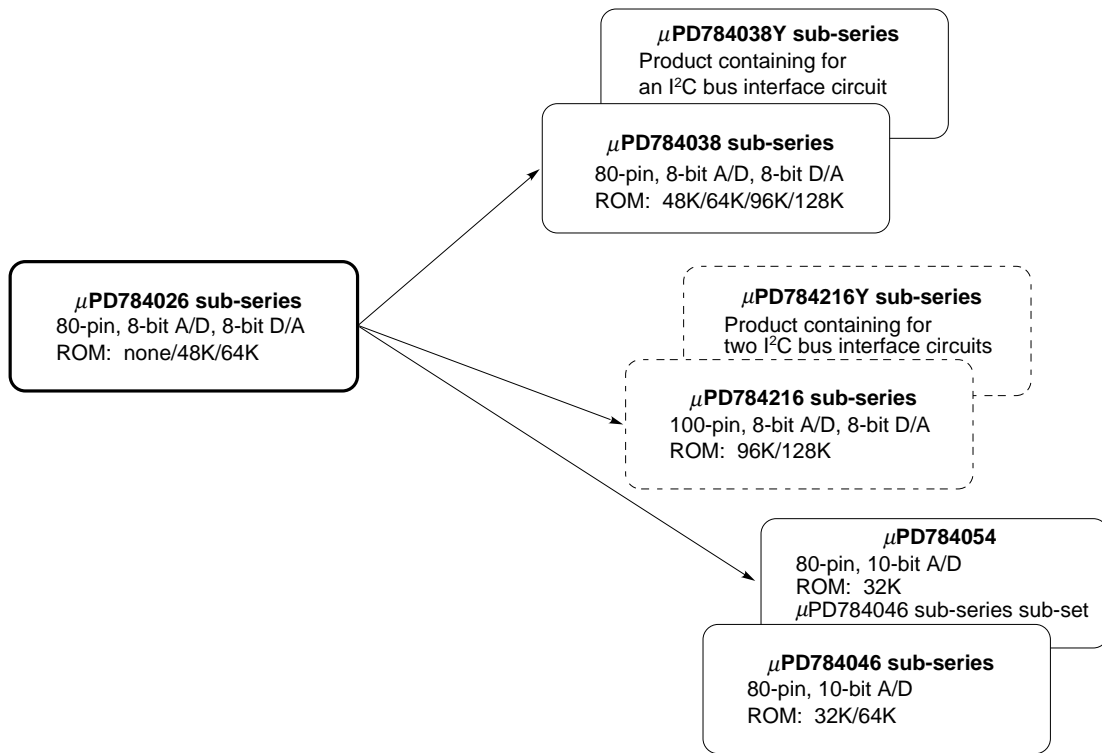 μPD784038Y sub-series
Product containing for
an I²C bus interface circuit
μPD784038 sub-series
80-pin, 8-bit A/D, 8-bit D/A
ROM: 48K/64K/96K/128K
μPD784026 sub-series
80-pin, 8-bit A/D, 8-bit D/A
ROM: none/48K/64K
μPD784216Y sub-series
Product containing for
two I²C bus interface circuits
μPD784216 sub-series
100-pin, 8-bit A/D, 8-bit D/A
ROM: 96K/128K
μPD784054
80-pin, 10-bit A/D
ROM: 32K
μPD784046 sub-series sub-set
μPD784046 sub-series
80-pin, 10-bit A/D
ROM: 32K/64K